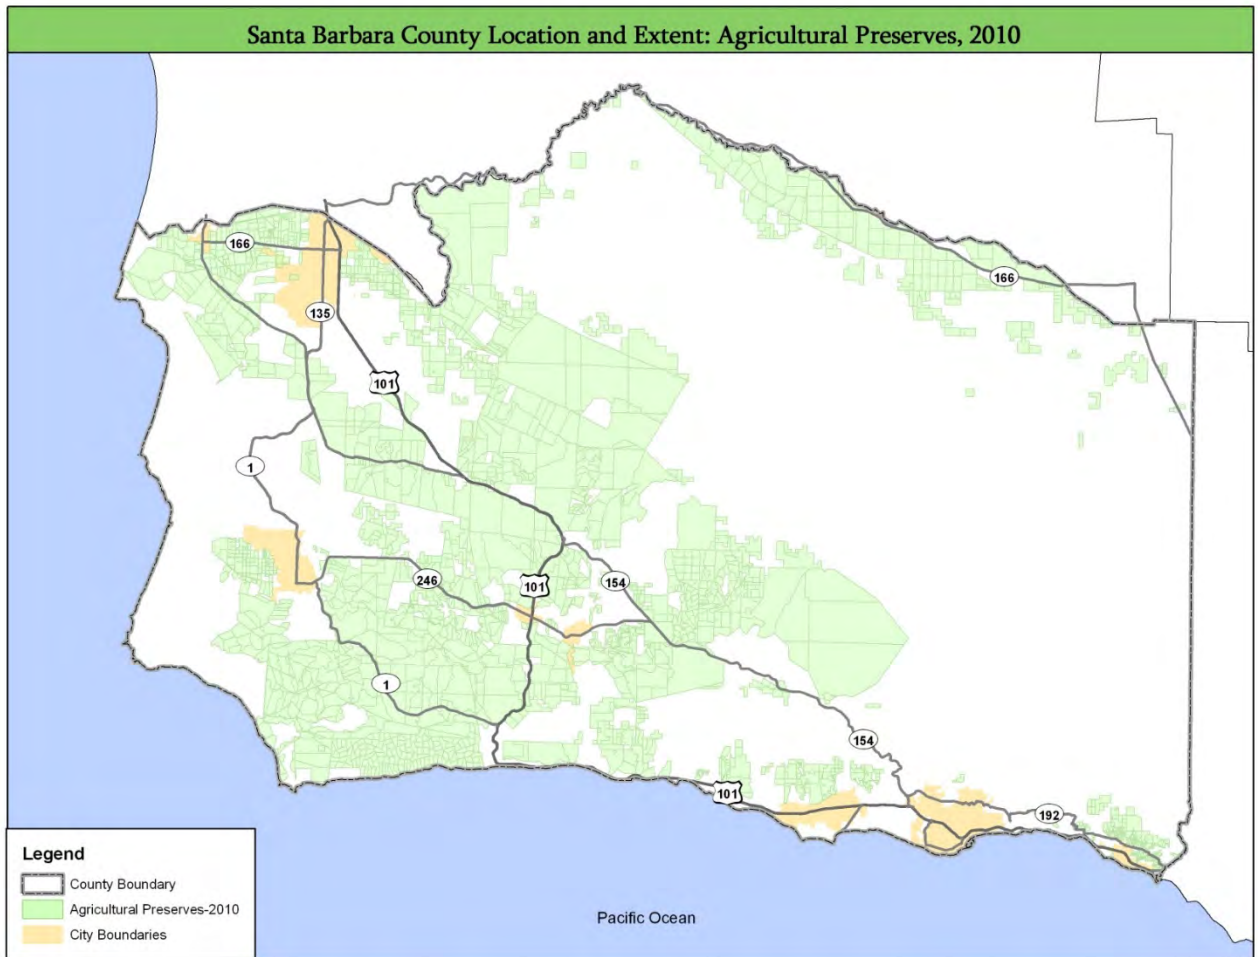 Santa Barbara County Location and Extent: Agricultural Preserves, 2010
166
166
135
101
1
246
101
154
1
154
101
192
Legend
County Boundary
Agricultural Preserves-2010
City Boundaries
Pacific Ocean